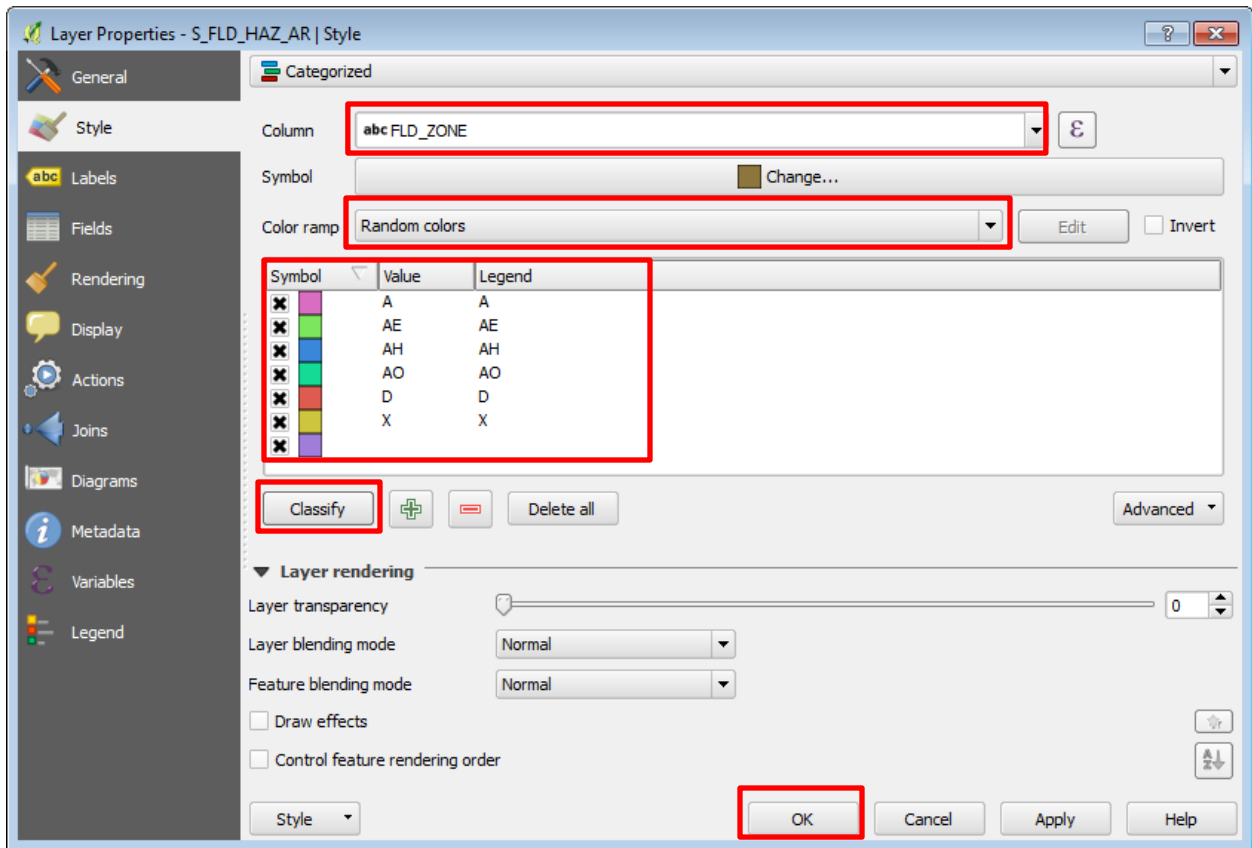 Layer Properties - S_FLD_HAZ_AR | Style
General
Style
Labels
Fields
Rendering
Display
Actions
Joins
Diagrams
Metadata
Variables
Legend
Categorized
Column abc FLD_ZONE ε
Symbol Change...
Color ramp Random colors Edit Invert
Symbol Value Legend
A A
AE AE
AH AH
AO AO
D D
X X
Classify Delete all Advanced
Layer rendering
Layer transparency 0
Layer blending mode Normal
Feature blending mode Normal
Draw effects
Control feature rendering order
Style OK Cancel Apply Help